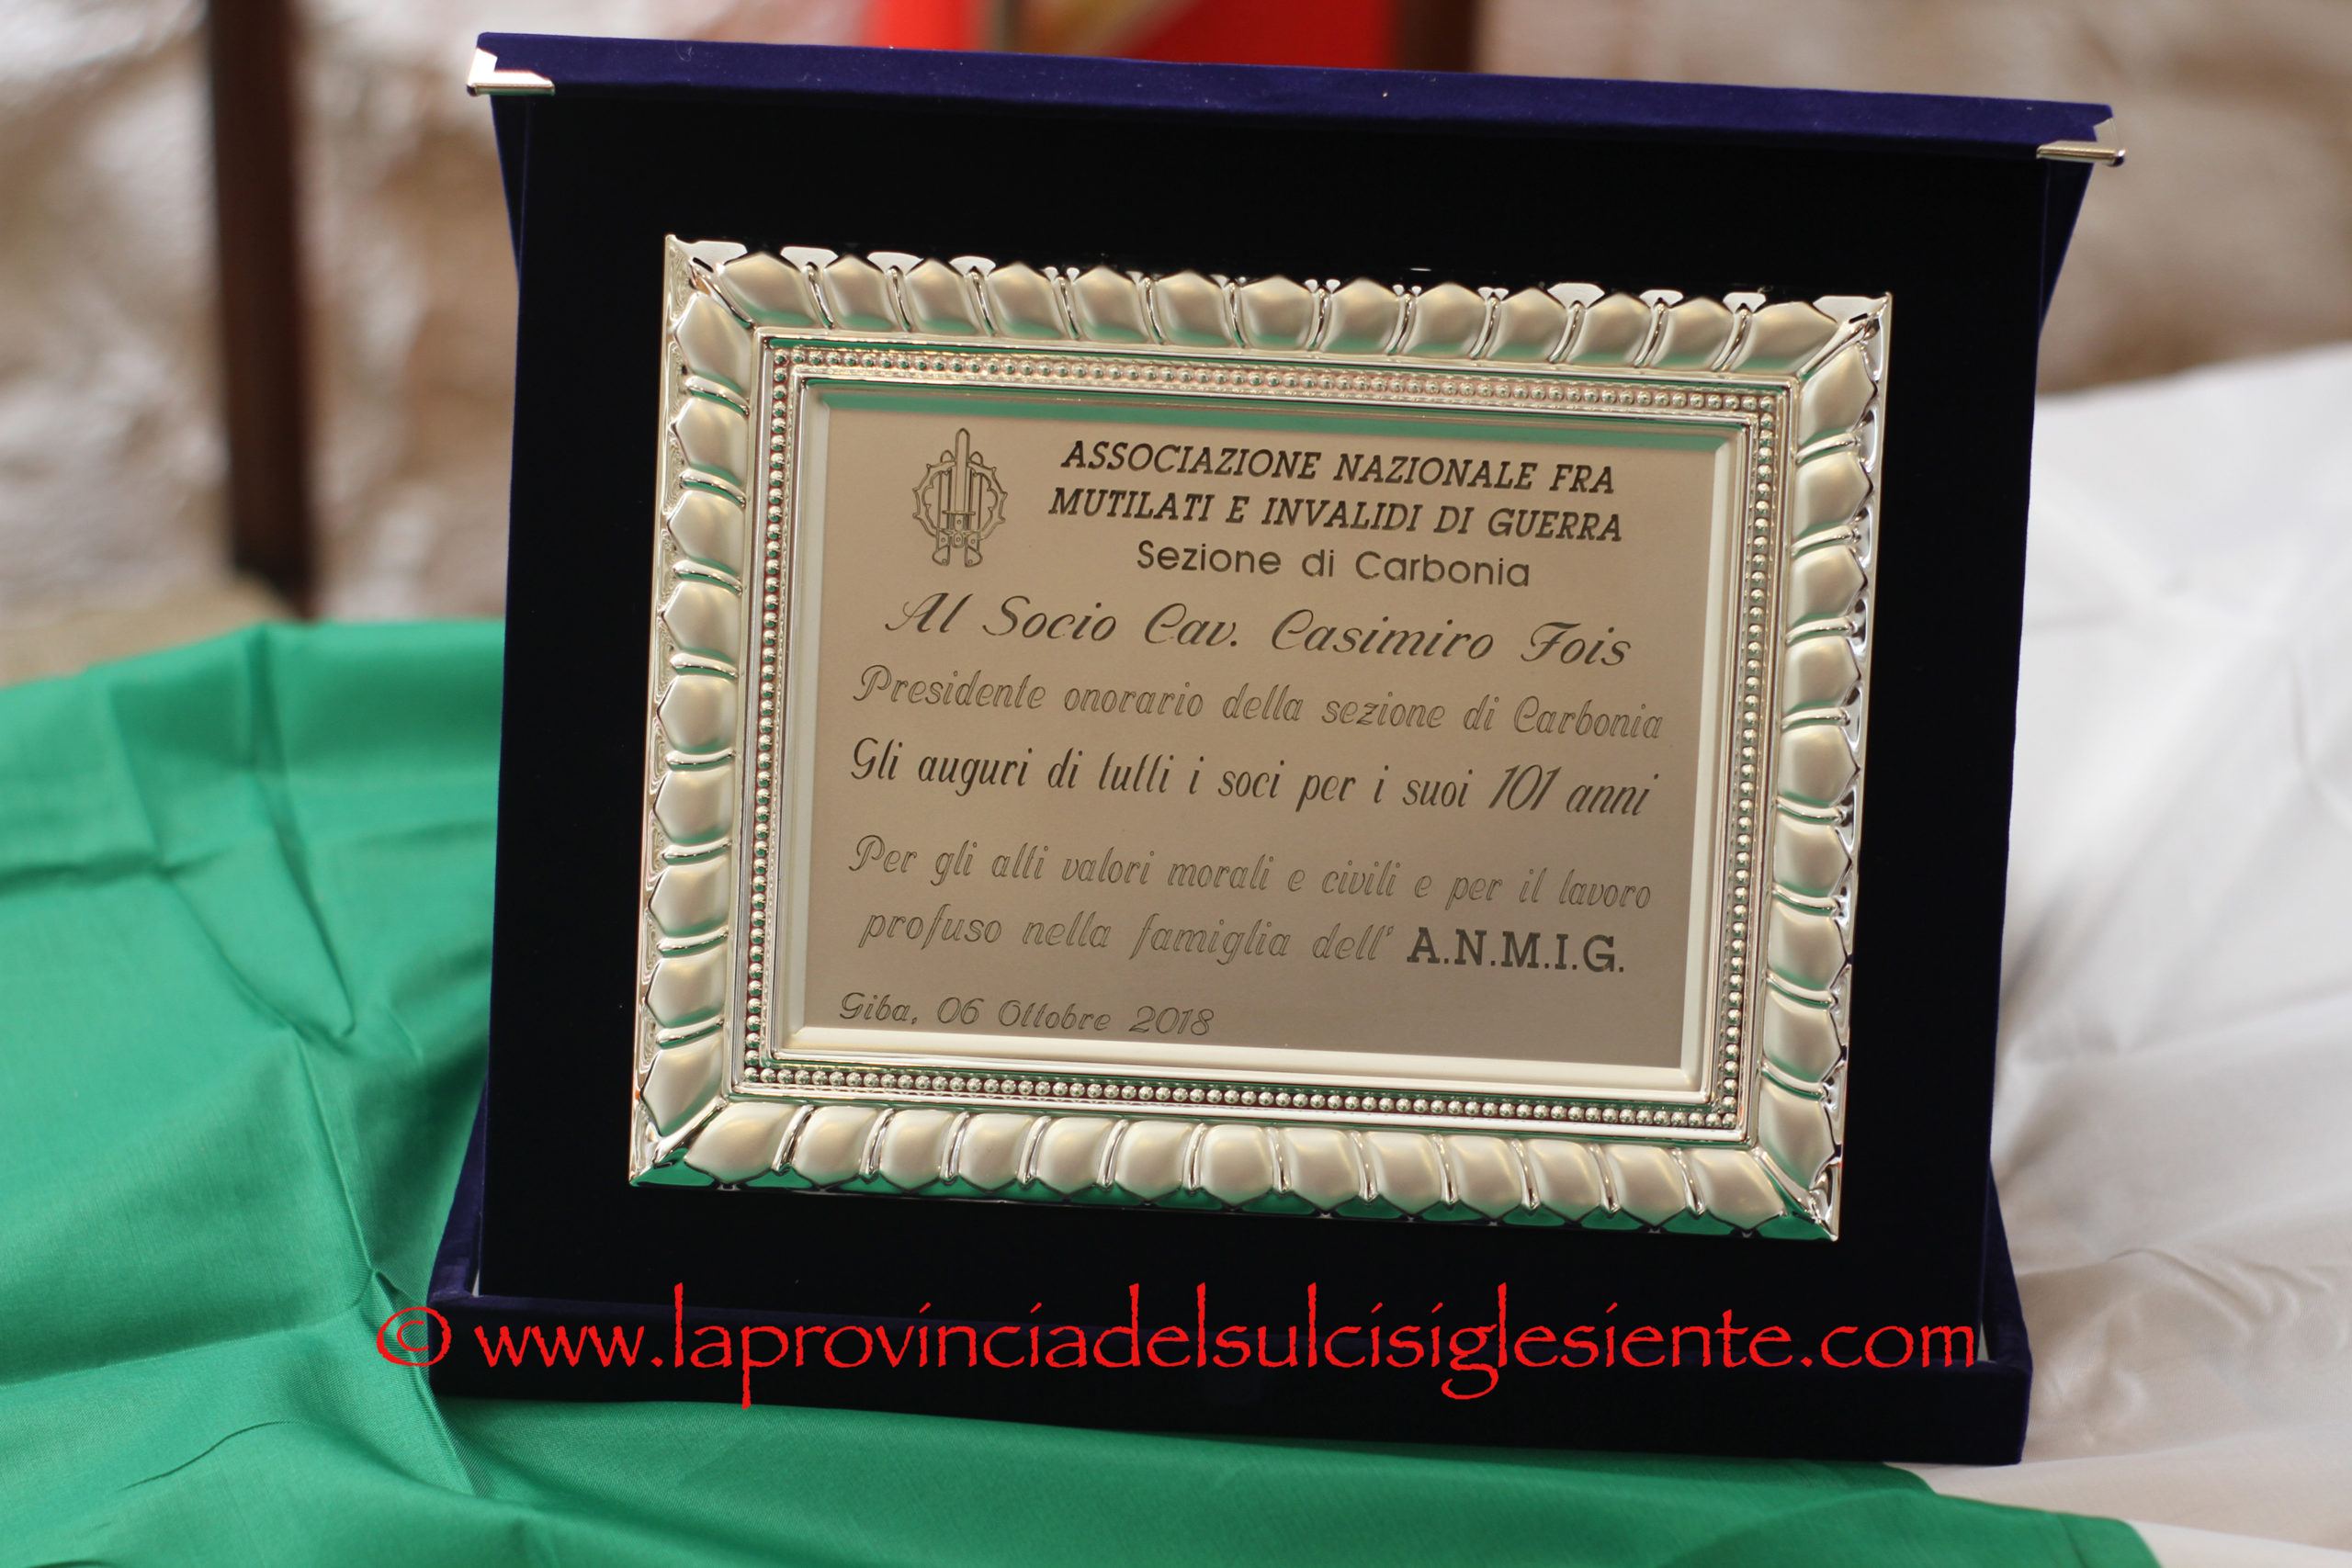 ASSOCIAZIONE NAZIONALE FRA
MUTILATI E INVALIDI DI GUERRA
Sezione di Carbonia
Al Socio Cav. Casimiro Fois
Presidente onorario della sezione di Carbonia
Gli auguri di tutti i soci per i suoi 101 anni
Per gli alti valori morali e civili e per il lavoro
profuso nella famiglia dell' A.N.M.I.G.
Giba, 06 Ottobre 2018
© www.laprovinciadelsulcisiglesiente.com